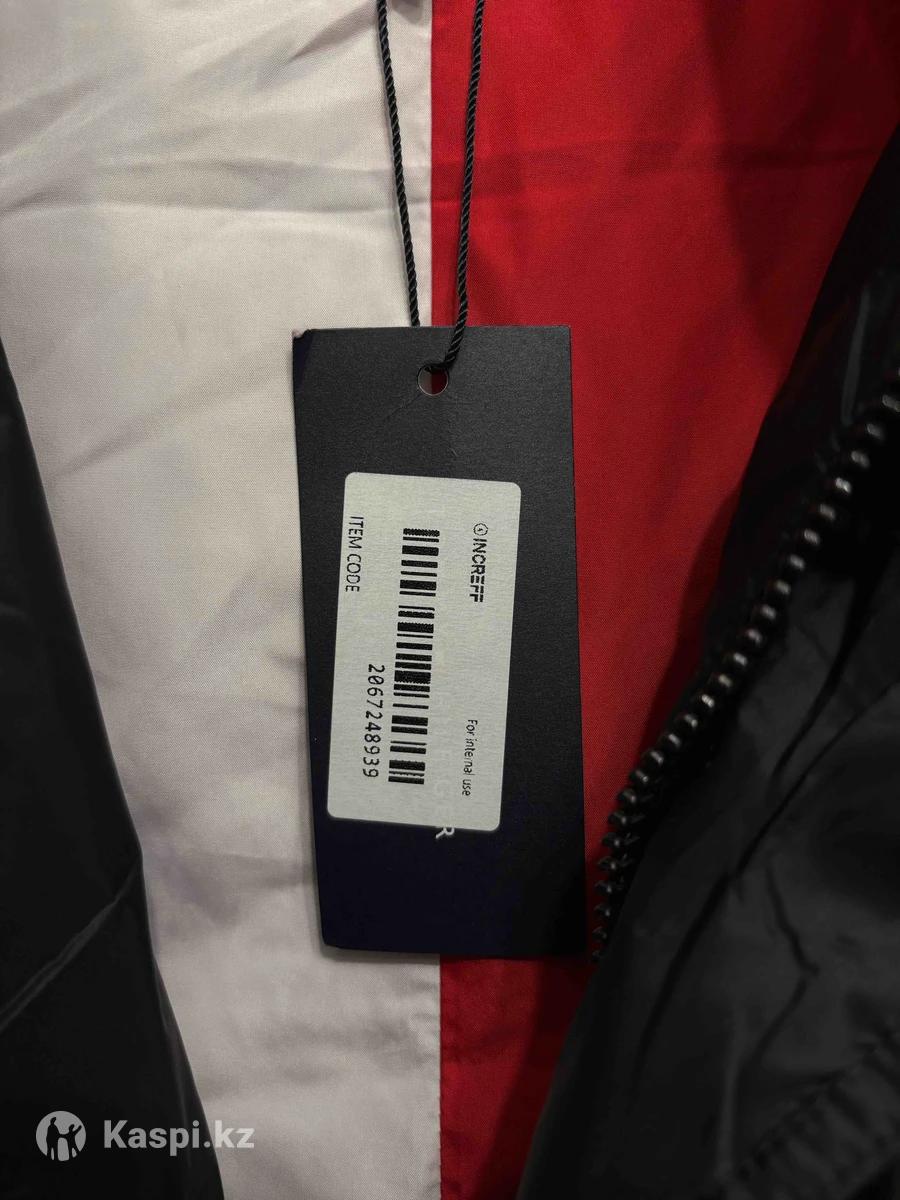 INCREFF
For internal use
2067248939
ITEM CODE
Kaspi.kz